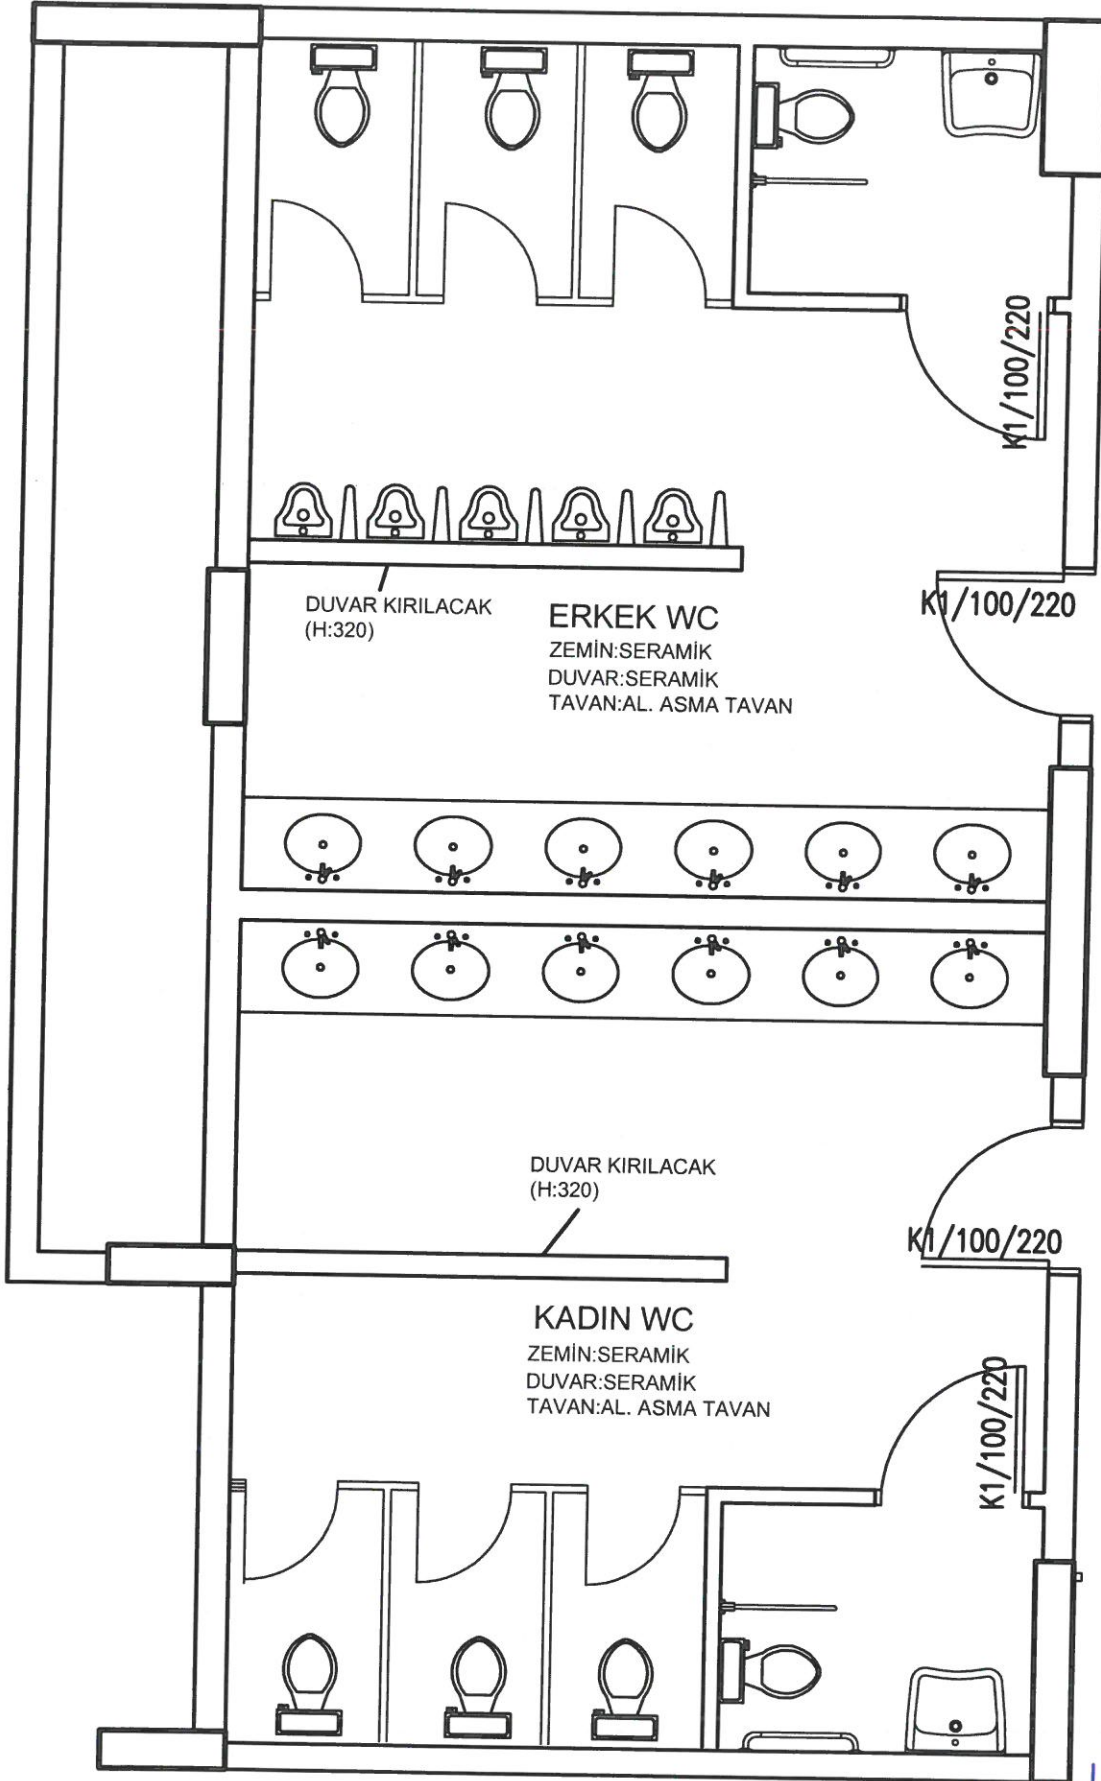 K1/100/220
DUVAR KIRILACAK
(H:320)
ERKEK WC
ZEMİN:SERAMİK
DUVAR:SERAMİK
TAVAN:AL. ASMA TAVAN
K1/100/220
DUVAR KIRILACAK
(H:320)
K1/100/220
KADIN WC
ZEMİN:SERAMİK
DUVAR:SERAMİK
TAVAN:AL. ASMA TAVAN
K1/100/220